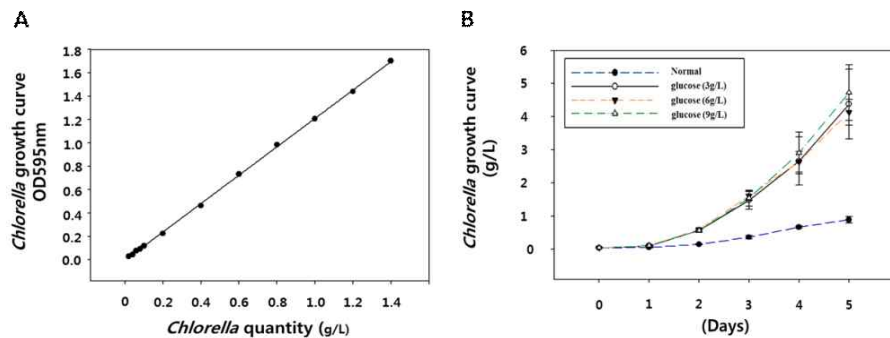 A
Chlorella growth curve
OD595nm
1.8
1.6
1.4
1.2
1.0
0.8
0.6
0.4
0.2
0.0
0 0.2 0.4 0.6 0.8 1.0 1.2 1.4
Chlorella quantity (g/L)
B
Chlorella growth curve
(g/L)
6
5
4
3
2
1
0
Normal
glucose (3g/L)
glucose (6g/L)
glucose (9g/L)
0 1 2 3 4 5
(Days)